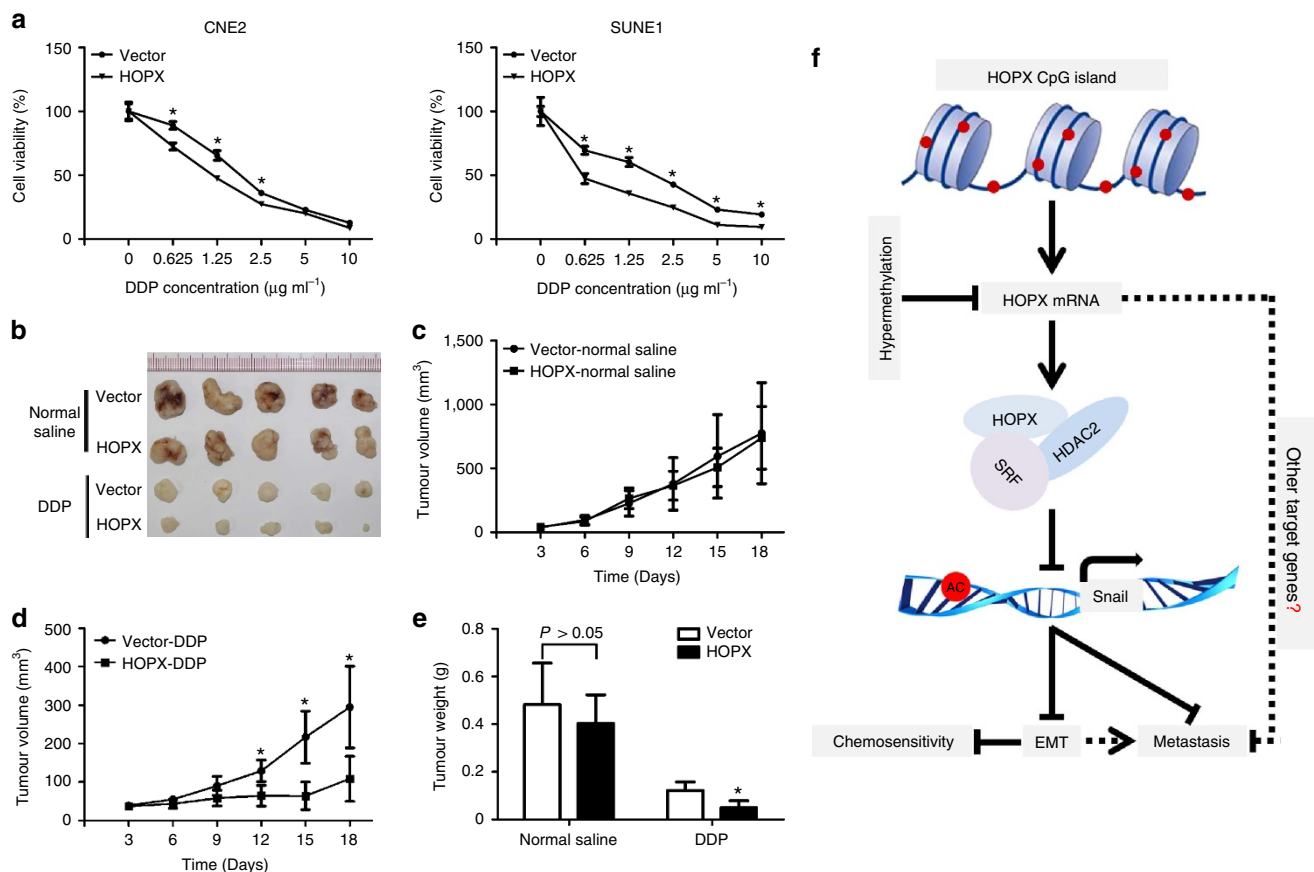 a
CNE2
Vector
HOPX
150
100
50
0
Cell viability (%)
0 0.625 1.25 2.5 5 10
DDP concentration (μg ml⁻¹)
* * *
SUNE1
Vector
HOPX
150
100
50
0
Cell viability (%)
0 0.625 1.25 2.5 5 10
DDP concentration (μg ml⁻¹)
* * * * *
b
Normal
saline
Vector
HOPX
DDP
Vector
HOPX
c
Vector-normal saline
HOPX-normal saline
1,500
1,000
500
0
Tumour volume (mm³)
3 6 9 12 15 18
Time (Days)
d
Vector-DDP
HOPX-DDP
500
400
300
200
100
0
Tumour volume (mm³)
* * *
3 6 9 12 15 18
Time (Days)
e
Vector
HOPX
P > 0.05
0.8
0.6
0.4
0.2
0
Tumour weight (g)
*
Normal saline DDP
f
HOPX CpG island
Hypermethylation
HOPX mRNA
HOPX
HDAC2
SRF
AC
Snail
Other target genes?
Chemosensitivity EMT Metastasis